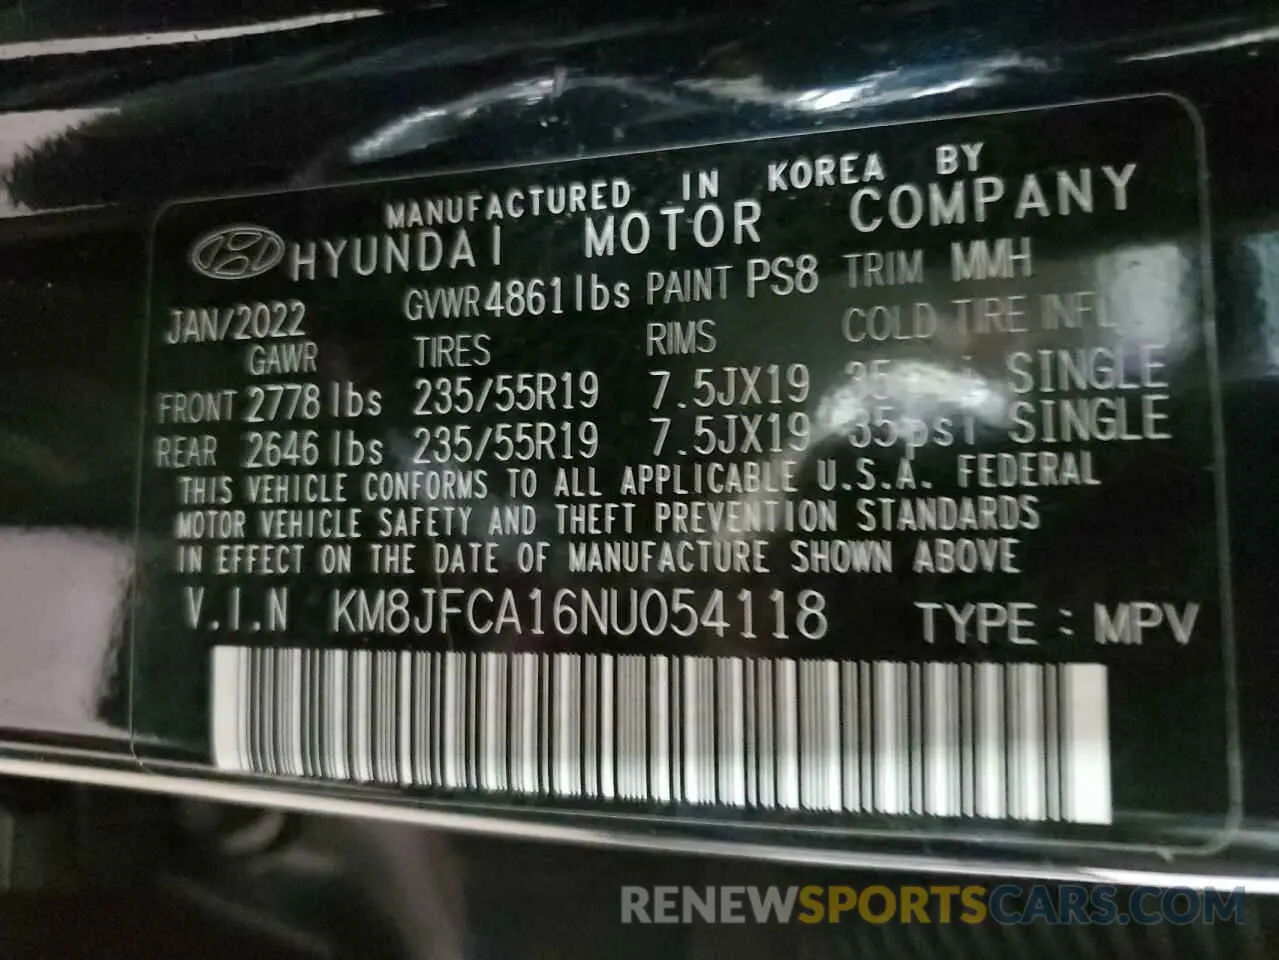 MANUFACTURED IN KOREA BY
HYUNDAI MOTOR COMPANY
JAN/2022 GVWR 4861lbs PAINT PS8 TRIM MMH
GAWR TIRES RIMS COLD TIRE INFL
FRONT 2778 lbs 235/55R19 7.5JX19 SINGLE
REAR 2646 lbs 235/55R19 7.5JX19 35psi SINGLE
THIS VEHICLE CONFORMS TO ALL APPLICABLE U.S.A. FEDERAL
MOTOR VEHICLE SAFETY AND THEFT PREVENTION STANDARDS
IN EFFECT ON THE DATE OF MANUFACTURE SHOWN ABOVE
V.I.N KM8JFCA16NU054118 TYPE : MPV
RENEWSPORTSCARS.COM